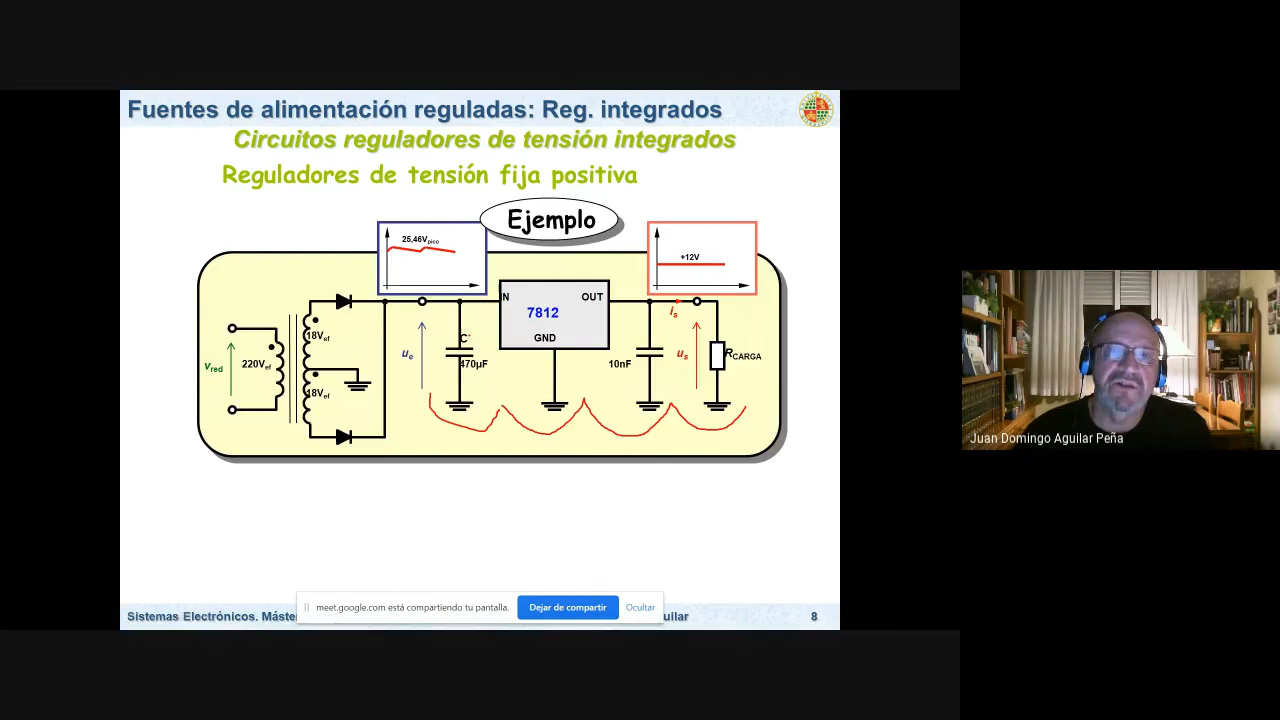 Fuentes de alimentación reguladas: Reg. integrados
Circuitos reguladores de tensión integrados
Reguladores de tensión fija positiva
Ejemplo
25,46Vpico
+12V
IN
OUT
7812
GND
Is
18Vef
C+
ue
us
RCARGA
vred
220Vef
470µF
10nF
18Vef
Juan Domingo Aguilar Peña
meet.google.com está compartiendo tu pantalla.
Dejar de compartir
Ocultar
Sistemas Electrónicos. Máste
uilar
8